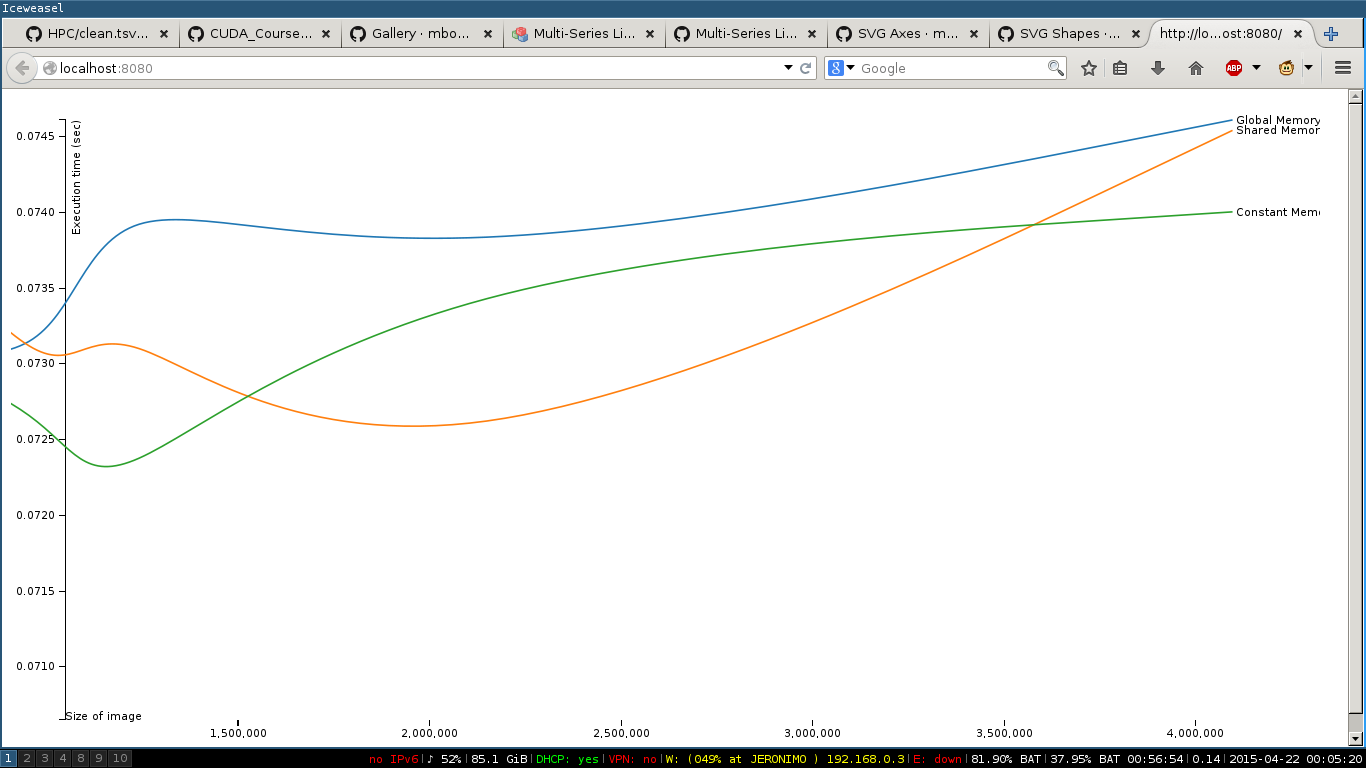 Iceweasel
HPC/clean.tsv...
CUDA_Course...
Gallery · mbo...
Multi-Series Li...
Multi-Series Li...
SVG Axes · m...
SVG Shapes ·...
http://lo...ost:8080/
localhost:8080
8
Google
ABP
Global Memory
Shared Memor
Constant Mem
Execution time (sec)
0.0745
0.0740
0.0735
0.0730
0.0725
0.0720
0.0715
0.0710
Size of image
1,500,000
2,000,000
2,500,000
3,000,000
3,500,000
4,000,000
1 2 3 4 8 9 10
no IPv6|♪ 52%|85.1 GiB|DHCP: yes|VPN: no|W: (049% at JERONIMO ) 192.168.0.3|E: down|81.90% BAT|37.95% BAT 00:56:54|0.14|2015-04-22 00:05:20